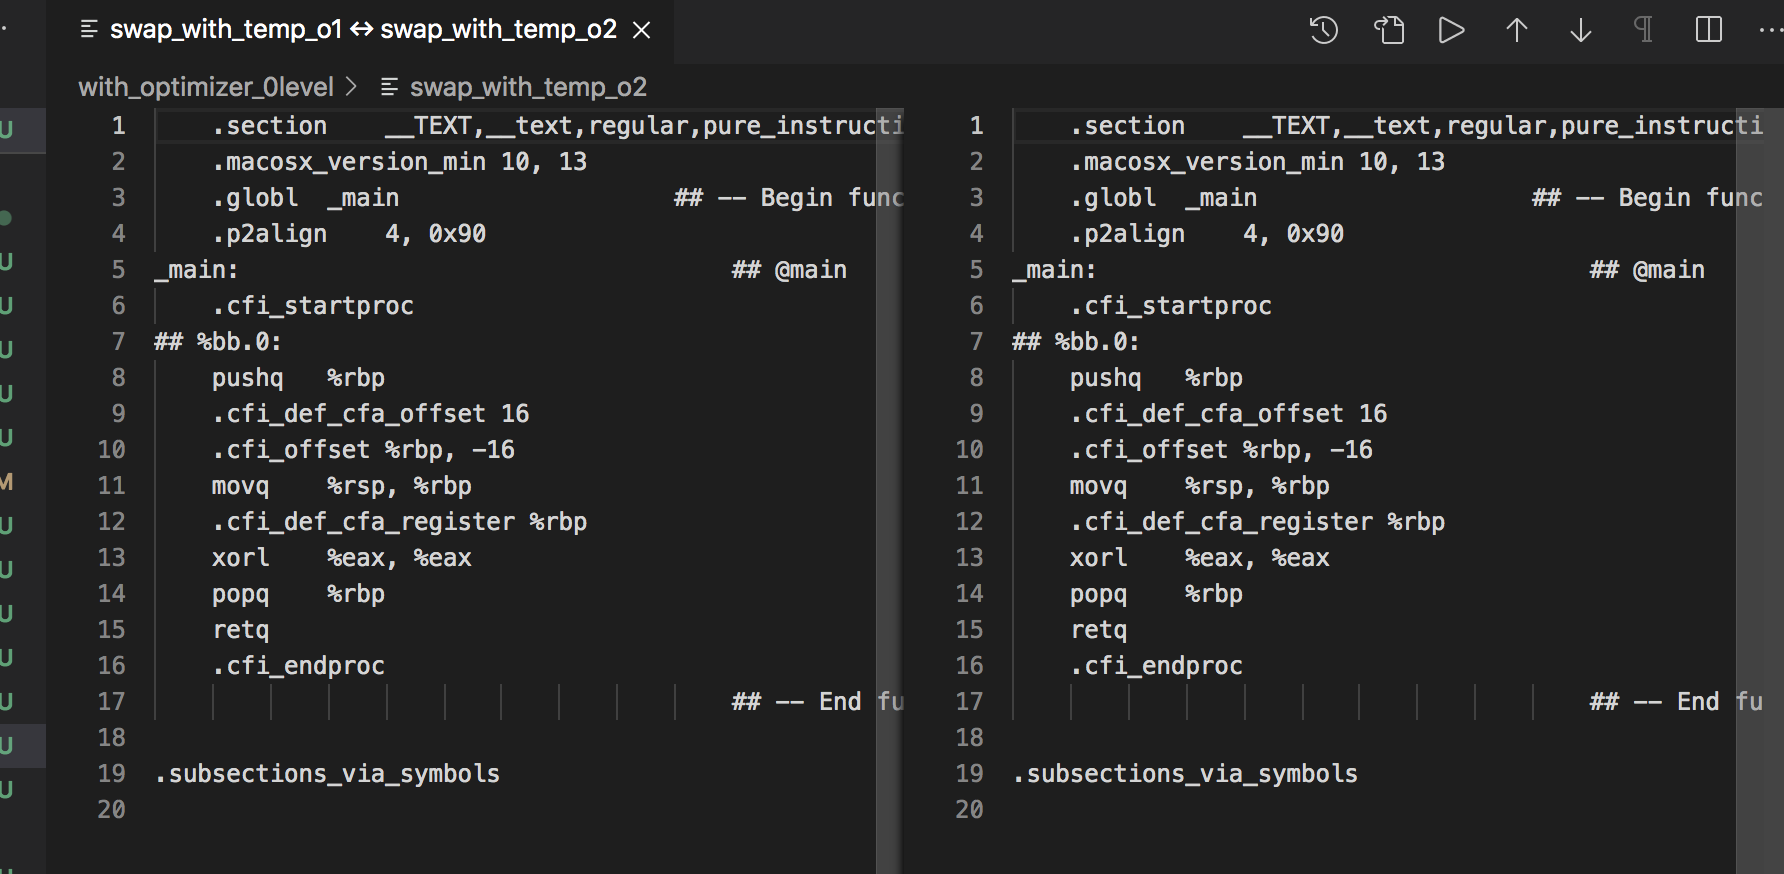 swap_with_temp_o1 ↔ swap_with_temp_o2
with_optimizer_0level > swap_with_temp_o2
1 .section __TEXT,__text,regular,pure_instructi
2 .macosx_version_min 10, 13
3 .globl _main ## -- Begin func
4 .p2align 4, 0x90
5 _main: ## @main
6 .cfi_startproc
7 ## %bb.0:
8 pushq %rbp
9 .cfi_def_cfa_offset 16
10 .cfi_offset %rbp, -16
11 movq %rsp, %rbp
12 .cfi_def_cfa_register %rbp
13 xorl %eax, %eax
14 popq %rbp
15 retq
16 .cfi_endproc
17 ## -- End fu
18
19 .subsections_via_symbols
20
1 .section __TEXT,__text,regular,pure_instructi
2 .macosx_version_min 10, 13
3 .globl _main ## -- Begin func
4 .p2align 4, 0x90
5 _main: ## @main
6 .cfi_startproc
7 ## %bb.0:
8 pushq %rbp
9 .cfi_def_cfa_offset 16
10 .cfi_offset %rbp, -16
11 movq %rsp, %rbp
12 .cfi_def_cfa_register %rbp
13 xorl %eax, %eax
14 popq %rbp
15 retq
16 .cfi_endproc
17 ## -- End fu
18
19 .subsections_via_symbols
20
U
U
U
U
U
U
M
U
U
U
U
U
U
U